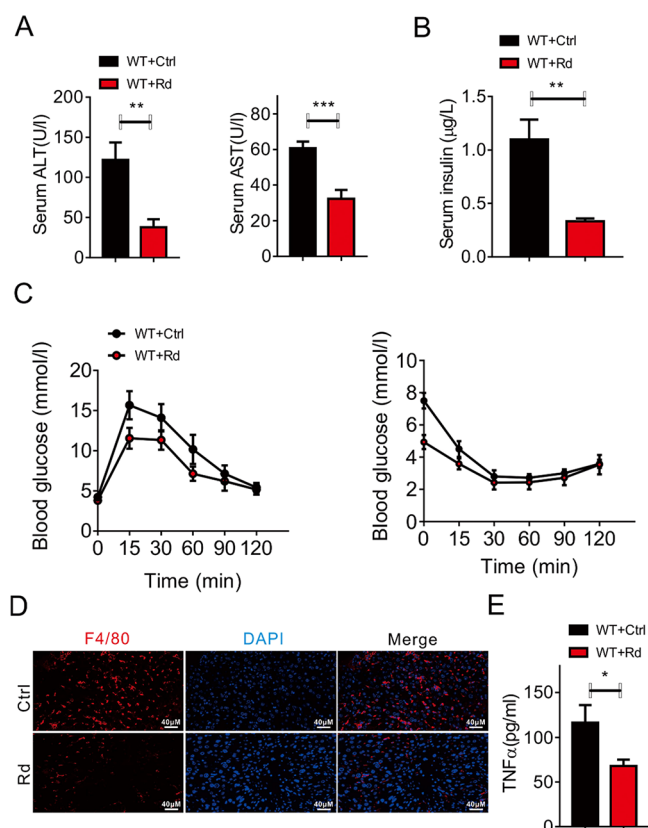 A
WT+Ctrl
WT+Rd
Serum ALT(U/l)
200
150
100
50
0
**
Serum AST(U/l)
80
60
40
20
0
***
B
WT+Ctrl
WT+Rd
Serum insulin (μg/L)
1.5
1.0
0.5
0.0
**
C
WT+Ctrl
WT+Rd
Blood glucose (mmol/l)
20
15
10
5
0
0 15 30 60 90 120
Time (min)
Blood glucose (mmol/l)
10
8
6
4
2
0
0 15 30 60 90 120
Time (min)
D
F4/80 DAPI Merge
Ctrl
40μM 40μM 40μM
Rd
40μM 40μM 40μM
E
WT+Ctrl
WT+Rd
TNFα(pg/ml)
150
100
50
0
*